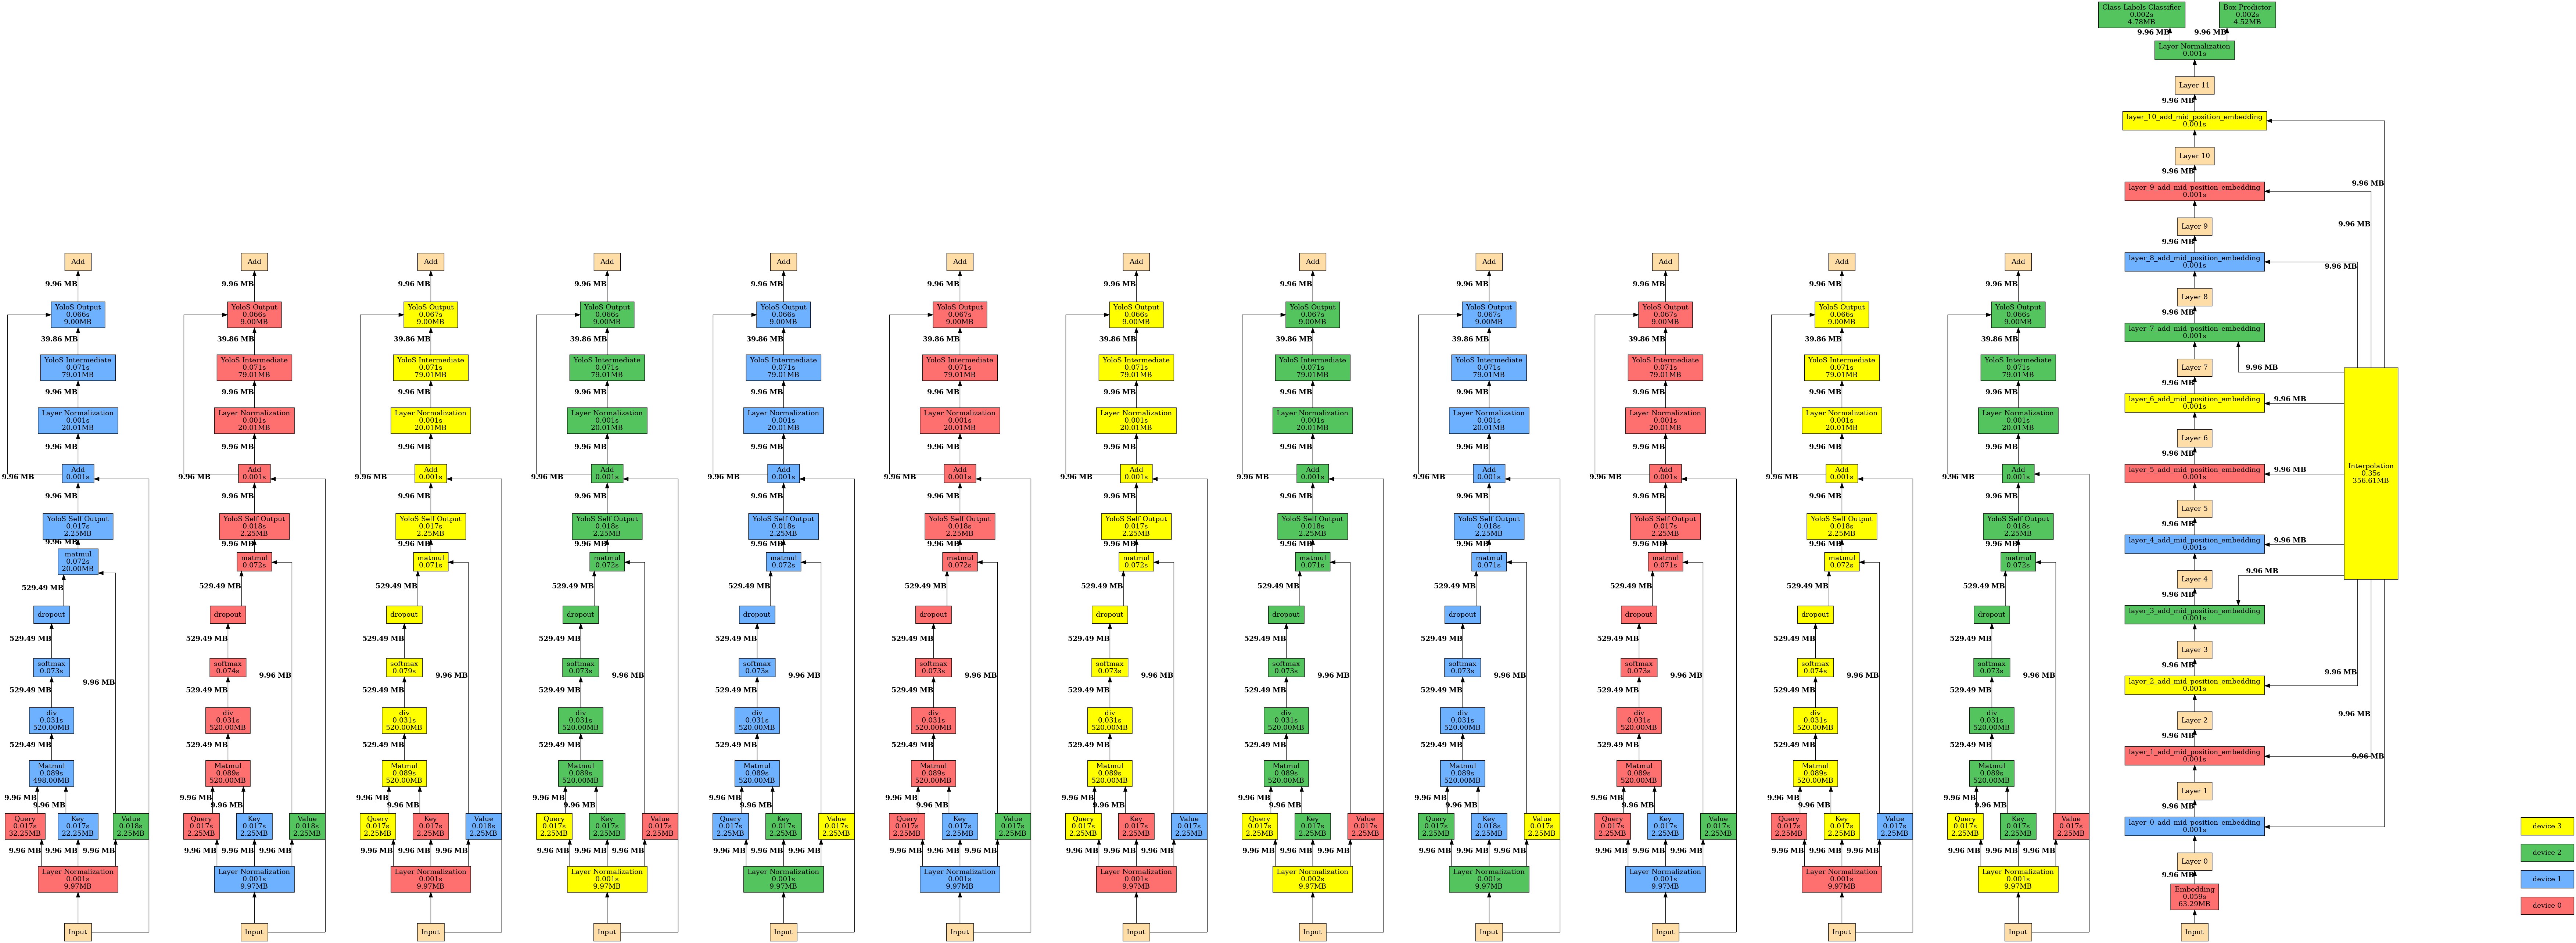 Add
9.96 MB
YoloS Output
0.066s
9.00MB
39.86 MB
YoloS Intermediate
0.071s
79.01MB
9.96 MB
Layer Normalization
0.001s
20.01MB
9.96 MB
Add
0.001s
9.96 MB
9.96 MB
YoloS Self Output
0.017s
2.25MB
9.96 MB
matmul
0.072s
20.00MB
529.49 MB
dropout
529.49 MB
softmax
0.073s
9.96 MB
529.49 MB
div
0.031s
520.00MB
529.49 MB
Matmul
0.089s
498.00MB
9.96 MB
9.96 MB
Query
0.017s
32.25MB
Key
0.017s
22.25MB
Value
0.018s
2.25MB
9.96 MB
9.96 MB
9.96 MB
Layer Normalization
0.001s
9.97MB
Input
Add
9.96 MB
YoloS Output
0.066s
9.00MB
39.86 MB
YoloS Intermediate
0.071s
79.01MB
9.96 MB
Layer Normalization
0.001s
20.01MB
9.96 MB
Add
0.001s
9.96 MB
9.96 MB
YoloS Self Output
0.018s
2.25MB
9.96 MB
matmul
0.072s
529.49 MB
dropout
529.49 MB
softmax
0.074s
9.96 MB
529.49 MB
div
0.031s
520.00MB
529.49 MB
Matmul
0.089s
520.00MB
9.96 MB
9.96 MB
Query
0.017s
2.25MB
Key
0.017s
2.25MB
Value
0.018s
2.25MB
9.96 MB
9.96 MB
9.96 MB
Layer Normalization
0.001s
9.97MB
Input
Add
9.96 MB
YoloS Output
0.067s
9.00MB
39.86 MB
YoloS Intermediate
0.071s
79.01MB
9.96 MB
Layer Normalization
0.001s
20.01MB
9.96 MB
Add
0.001s
9.96 MB
9.96 MB
YoloS Self Output
0.017s
2.25MB
9.96 MB
matmul
0.071s
529.49 MB
dropout
529.49 MB
softmax
0.079s
9.96 MB
529.49 MB
div
0.031s
520.00MB
529.49 MB
Matmul
0.089s
520.00MB
9.96 MB
9.96 MB
Query
0.017s
2.25MB
Key
0.017s
2.25MB
Value
0.018s
2.25MB
9.96 MB
9.96 MB
9.96 MB
Layer Normalization
0.001s
9.97MB
Input
Add
9.96 MB
YoloS Output
0.066s
9.00MB
39.86 MB
YoloS Intermediate
0.071s
79.01MB
9.96 MB
Layer Normalization
0.001s
20.01MB
9.96 MB
Add
0.001s
9.96 MB
9.96 MB
YoloS Self Output
0.018s
2.25MB
9.96 MB
matmul
0.072s
529.49 MB
dropout
529.49 MB
softmax
0.073s
9.96 MB
529.49 MB
div
0.031s
520.00MB
529.49 MB
Matmul
0.089s
520.00MB
9.96 MB
9.96 MB
Query
0.017s
2.25MB
Key
0.017s
2.25MB
Value
0.017s
2.25MB
9.96 MB
9.96 MB
9.96 MB
Layer Normalization
0.001s
9.97MB
Input
Add
9.96 MB
YoloS Output
0.066s
9.00MB
39.86 MB
YoloS Intermediate
0.071s
79.01MB
9.96 MB
Layer Normalization
0.001s
20.01MB
9.96 MB
Add
0.001s
9.96 MB
9.96 MB
YoloS Self Output
0.018s
2.25MB
9.96 MB
matmul
0.072s
529.49 MB
dropout
529.49 MB
softmax
0.073s
9.96 MB
529.49 MB
div
0.031s
520.00MB
529.49 MB
Matmul
0.089s
520.00MB
9.96 MB
9.96 MB
Query
0.017s
2.25MB
Key
0.017s
2.25MB
Value
0.017s
2.25MB
9.96 MB
9.96 MB
9.96 MB
Layer Normalization
0.001s
9.97MB
Input
Add
9.96 MB
YoloS Output
0.067s
9.00MB
39.86 MB
YoloS Intermediate
0.071s
79.01MB
9.96 MB
Layer Normalization
0.001s
20.01MB
9.96 MB
Add
0.001s
9.96 MB
9.96 MB
YoloS Self Output
0.018s
2.25MB
9.96 MB
matmul
0.072s
529.49 MB
dropout
529.49 MB
softmax
0.073s
9.96 MB
529.49 MB
div
0.031s
520.00MB
529.49 MB
Matmul
0.089s
520.00MB
9.96 MB
9.96 MB
Query
0.017s
2.25MB
Key
0.017s
2.25MB
Value
0.017s
2.25MB
9.96 MB
9.96 MB
9.96 MB
Layer Normalization
0.001s
9.97MB
Input
Add
9.96 MB
YoloS Output
0.066s
9.00MB
39.86 MB
YoloS Intermediate
0.071s
79.01MB
9.96 MB
Layer Normalization
0.001s
20.01MB
9.96 MB
Add
0.001s
9.96 MB
9.96 MB
YoloS Self Output
0.017s
2.25MB
9.96 MB
matmul
0.072s
529.49 MB
dropout
529.49 MB
softmax
0.073s
9.96 MB
529.49 MB
div
0.031s
520.00MB
529.49 MB
Matmul
0.089s
520.00MB
9.96 MB
9.96 MB
Query
0.017s
2.25MB
Key
0.017s
2.25MB
Value
0.017s
2.25MB
9.96 MB
9.96 MB
9.96 MB
Layer Normalization
0.001s
9.97MB
Input
Add
9.96 MB
YoloS Output
0.067s
9.00MB
39.86 MB
YoloS Intermediate
0.071s
79.01MB
9.96 MB
Layer Normalization
0.001s
20.01MB
9.96 MB
Add
0.001s
9.96 MB
9.96 MB
YoloS Self Output
0.018s
2.25MB
9.96 MB
matmul
0.071s
529.49 MB
dropout
529.49 MB
softmax
0.073s
9.96 MB
529.49 MB
div
0.031s
520.00MB
529.49 MB
Matmul
0.089s
520.00MB
9.96 MB
9.96 MB
Query
0.017s
2.25MB
Key
0.017s
2.25MB
Value
0.017s
2.25MB
9.96 MB
9.96 MB
9.96 MB
Layer Normalization
0.002s
9.97MB
Input
Add
9.96 MB
YoloS Output
0.067s
9.00MB
39.86 MB
YoloS Intermediate
0.071s
79.01MB
9.96 MB
Layer Normalization
0.001s
20.01MB
9.96 MB
Add
0.001s
9.96 MB
9.96 MB
YoloS Self Output
0.018s
2.25MB
9.96 MB
matmul
0.071s
529.49 MB
dropout
529.49 MB
softmax
0.073s
9.96 MB
529.49 MB
div
0.031s
520.00MB
529.49 MB
Matmul
0.089s
520.00MB
9.96 MB
9.96 MB
Query
0.017s
2.25MB
Key
0.018s
2.25MB
Value
0.017s
2.25MB
9.96 MB
9.96 MB
9.96 MB
Layer Normalization
0.001s
9.97MB
Input
Add
9.96 MB
YoloS Output
0.067s
9.00MB
39.86 MB
YoloS Intermediate
0.071s
79.01MB
9.96 MB
Layer Normalization
0.001s
20.01MB
9.96 MB
Add
0.001s
9.96 MB
9.96 MB
YoloS Self Output
0.017s
2.25MB
9.96 MB
matmul
0.071s
529.49 MB
dropout
529.49 MB
softmax
0.073s
9.96 MB
529.49 MB
div
0.031s
520.00MB
529.49 MB
Matmul
0.089s
520.00MB
9.96 MB
9.96 MB
Query
0.017s
2.25MB
Key
0.017s
2.25MB
Value
0.017s
2.25MB
9.96 MB
9.96 MB
9.96 MB
Layer Normalization
0.001s
9.97MB
Input
Add
9.96 MB
YoloS Output
0.066s
9.00MB
39.86 MB
YoloS Intermediate
0.071s
79.01MB
9.96 MB
Layer Normalization
0.001s
20.01MB
9.96 MB
Add
0.001s
9.96 MB
9.96 MB
YoloS Self Output
0.018s
2.25MB
9.96 MB
matmul
0.072s
529.49 MB
dropout
529.49 MB
softmax
0.074s
9.96 MB
529.49 MB
div
0.031s
520.00MB
529.49 MB
Matmul
0.089s
520.00MB
9.96 MB
9.96 MB
Query
0.017s
2.25MB
Key
0.017s
2.25MB
Value
0.017s
2.25MB
9.96 MB
9.96 MB
9.96 MB
Layer Normalization
0.001s
9.97MB
Input
Add
9.96 MB
YoloS Output
0.066s
9.00MB
39.86 MB
YoloS Intermediate
0.071s
79.01MB
9.96 MB
Layer Normalization
0.001s
20.01MB
9.96 MB
Add
0.001s
9.96 MB
9.96 MB
YoloS Self Output
0.018s
2.25MB
9.96 MB
matmul
0.072s
529.49 MB
dropout
529.49 MB
softmax
0.073s
9.96 MB
529.49 MB
div
0.031s
520.00MB
529.49 MB
Matmul
0.089s
520.00MB
9.96 MB
9.96 MB
Query
0.017s
2.25MB
Key
0.017s
2.25MB
Value
0.017s
2.25MB
9.96 MB
9.96 MB
9.96 MB
Layer Normalization
0.001s
9.97MB
Input
Class Labels Classifier
0.002s
4.78MB
Box Predictor
0.002s
4.52MB
9.96 MB
9.96 MB
Layer Normalization
0.001s
Layer 11
9.96 MB
layer_10_add_mid_position_embedding
0.001s
Layer 10
9.96 MB
9.96 MB
layer_9_add_mid_position_embedding
0.001s
9.96 MB
Layer 9
9.96 MB
layer_8_add_mid_position_embedding
0.001s
9.96 MB
Layer 8
9.96 MB
layer_7_add_mid_position_embedding
0.001s
Layer 7
9.96 MB
9.96 MB
layer_6_add_mid_position_embedding
0.001s
9.96 MB
Layer 6
9.96 MB
layer_5_add_mid_position_embedding
0.001s
9.96 MB
Interpolation
0.35s
356.61MB
Layer 5
9.96 MB
layer_4_add_mid_position_embedding
0.001s
9.96 MB
Layer 4
9.96 MB
9.96 MB
layer_3_add_mid_position_embedding
0.001s
Layer 3
9.96 MB
9.96 MB
layer_2_add_mid_position_embedding
0.001s
Layer 2
9.96 MB
9.96 MB
layer_1_add_mid_position_embedding
0.001s
9.96 MB
Layer 1
9.96 MB
layer_0_add_mid_position_embedding
0.001s
Layer 0
9.96 MB
Embedding
0.059s
63.29MB
Input
device 3
device 2
device 1
device 0